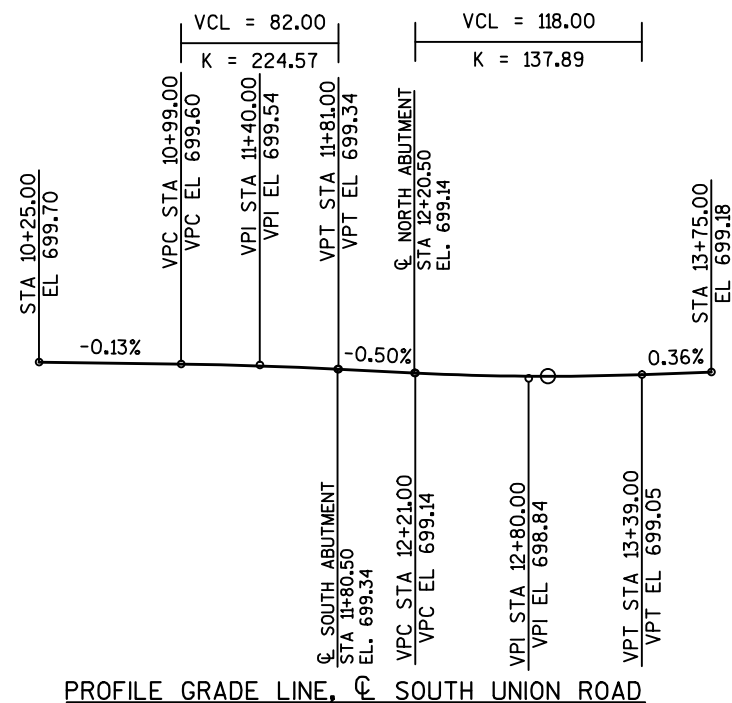 VCL = 82.00
K = 224.57
VCL = 118.00
K = 137.89
STA 10+25.00
EL 699.70
VPC STA 10+99.00
VPC EL 699.60
VPI STA 11+40.00
VPI EL 699.54
VPT STA 11+81.00
VPT EL 699.34
℄ NORTH ABUTMENT
STA 12+20.50
EL. 699.14
STA 13+75.00
EL 699.18
-0.13%
-0.50%
0.36%
℄ SOUTH ABUTMENT
STA 11+80.50
EL. 699.34
VPC STA 12+21.00
VPC EL 699.14
VPI STA 12+80.00
VPI EL 698.84
VPT STA 13+39.00
VPT EL 699.05
PROFILE GRADE LINE, ℄ SOUTH UNION ROAD